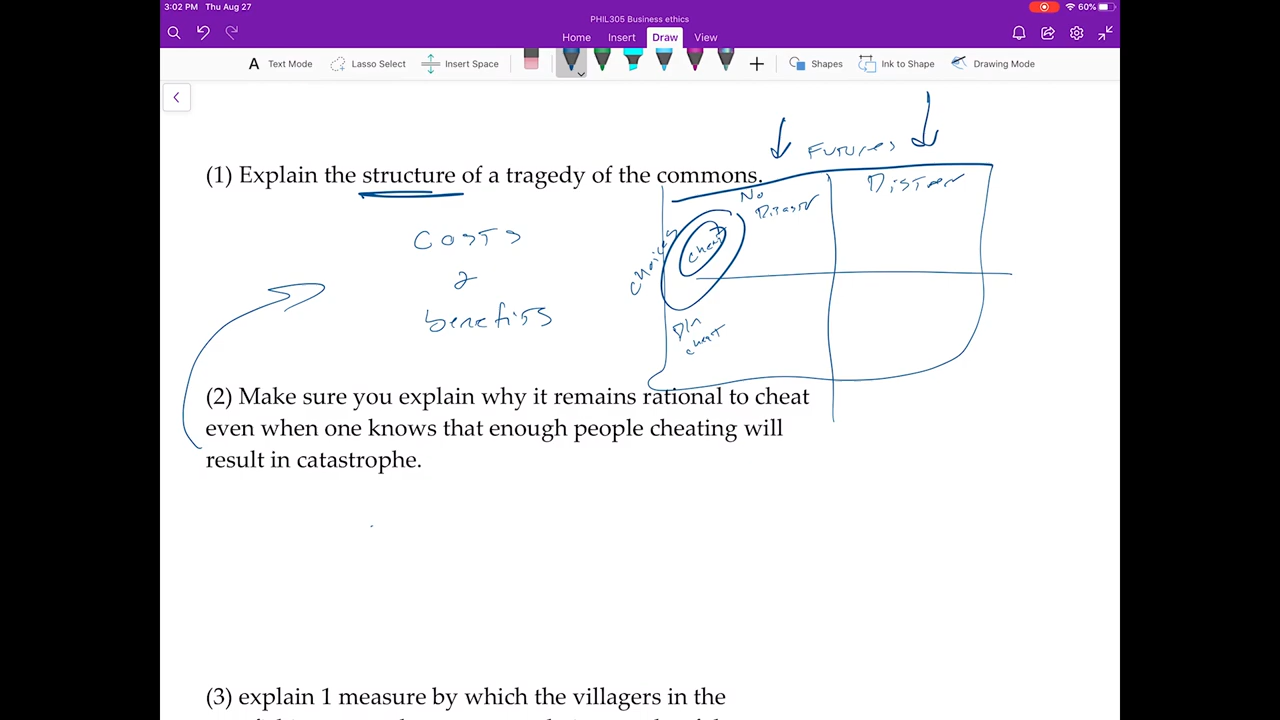 3:02 PM Thu Aug 27
60%
PHIL305 Business ethics
Home Insert Draw View
A Text Mode Lasso Select Insert Space Shapes Ink to Shape Drawing Mode
Futures
(1) Explain the structure of a tragedy of the commons.
No
Disaster
Disaster
costs
&
benefits
choices
cheat
cheat
(2) Make sure you explain why it remains rational to cheat
even when one knows that enough people cheating will
result in catastrophe.
(3) explain 1 measure by which the villagers in the